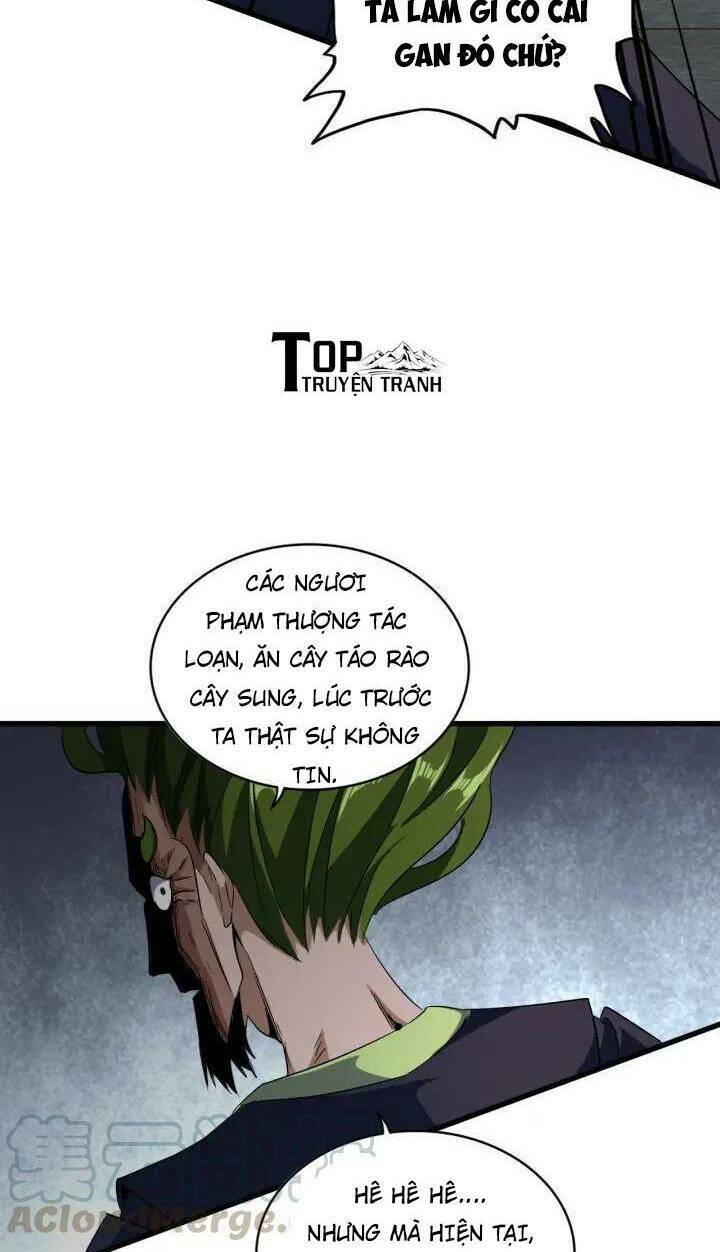 TA LÀM GÌ CÓ CÁI
GAN ĐÓ CHỨ?
TOP
TRUYỆN TRANH
CÁC NGƯƠI
PHẠM THƯỢNG TÁC
LOẠN, ĂN CÂY TÁO RÀO
CÂY SUNG, LÚC TRƯỚC
TA THẬT SỰ KHÔNG
TIN.
HÊ HÊ HÊ....
NHƯNG MÀ HIỆN TẠI,
ACloudMerge.